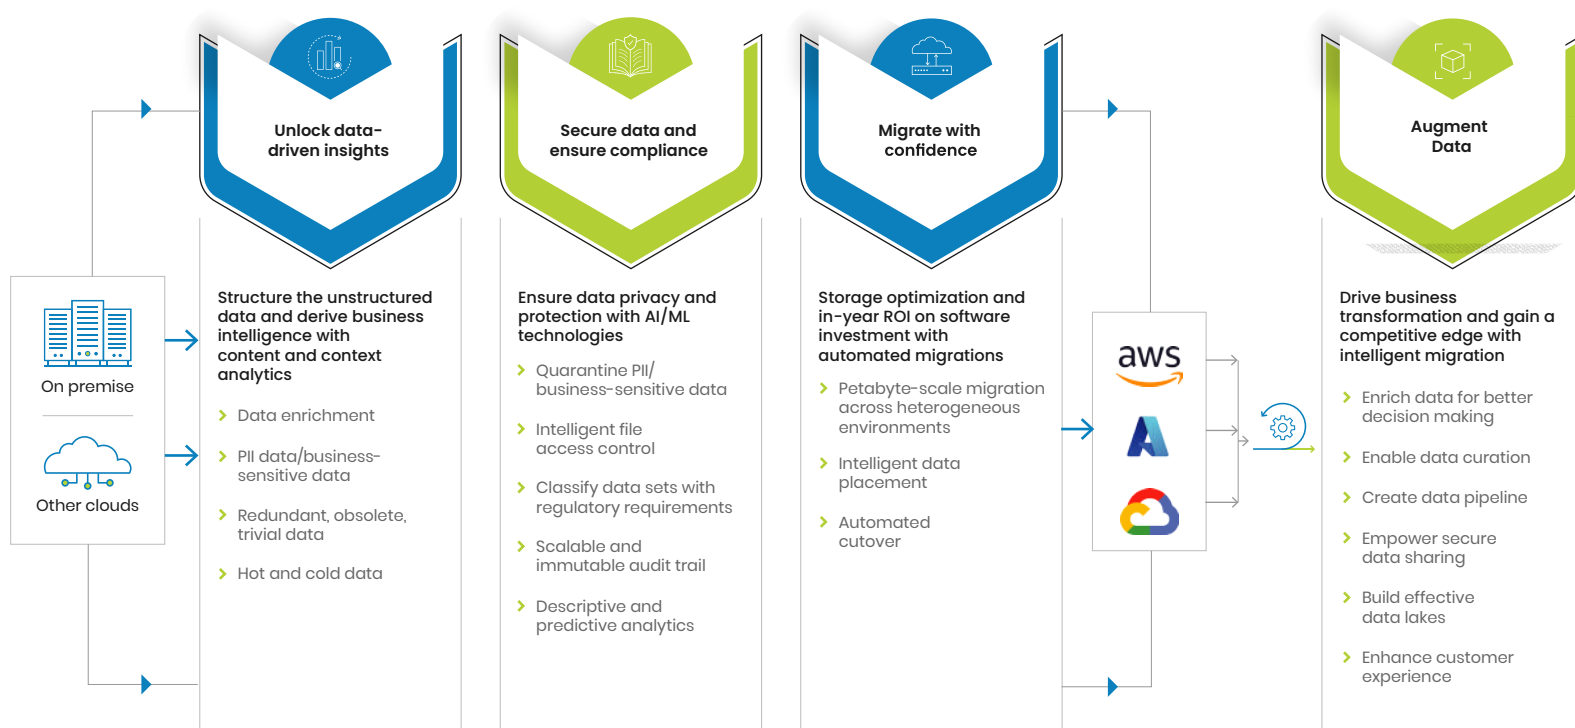 On premise
Other clouds
Unlock data-
driven insights
Structure the unstructured
data and derive business
intelligence with
content and context
analytics
Data enrichment
PII data/business-
sensitive data
Redundant, obsolete,
trivial data
Hot and cold data
Secure data and
ensure compliance
Ensure data privacy and
protection with AI/ML
technologies
Quarantine PII/
business-sensitive data
Intelligent file
access control
Classify data sets with
regulatory requirements
Scalable and
immutable audit trail
Descriptive and
predictive analytics
Migrate with
confidence
Storage optimization and
in-year ROI on software
investment with
automated migrations
Petabyte-scale migration
across heterogeneous
environments
Intelligent data
placement
Automated
cutover
aws
Augment
Data
Drive business
transformation and gain a
competitive edge with
intelligent migration
Enrich data for better
decision making
Enable data curation
Create data pipeline
Empower secure
data sharing
Build effective
data lakes
Enhance customer
experience